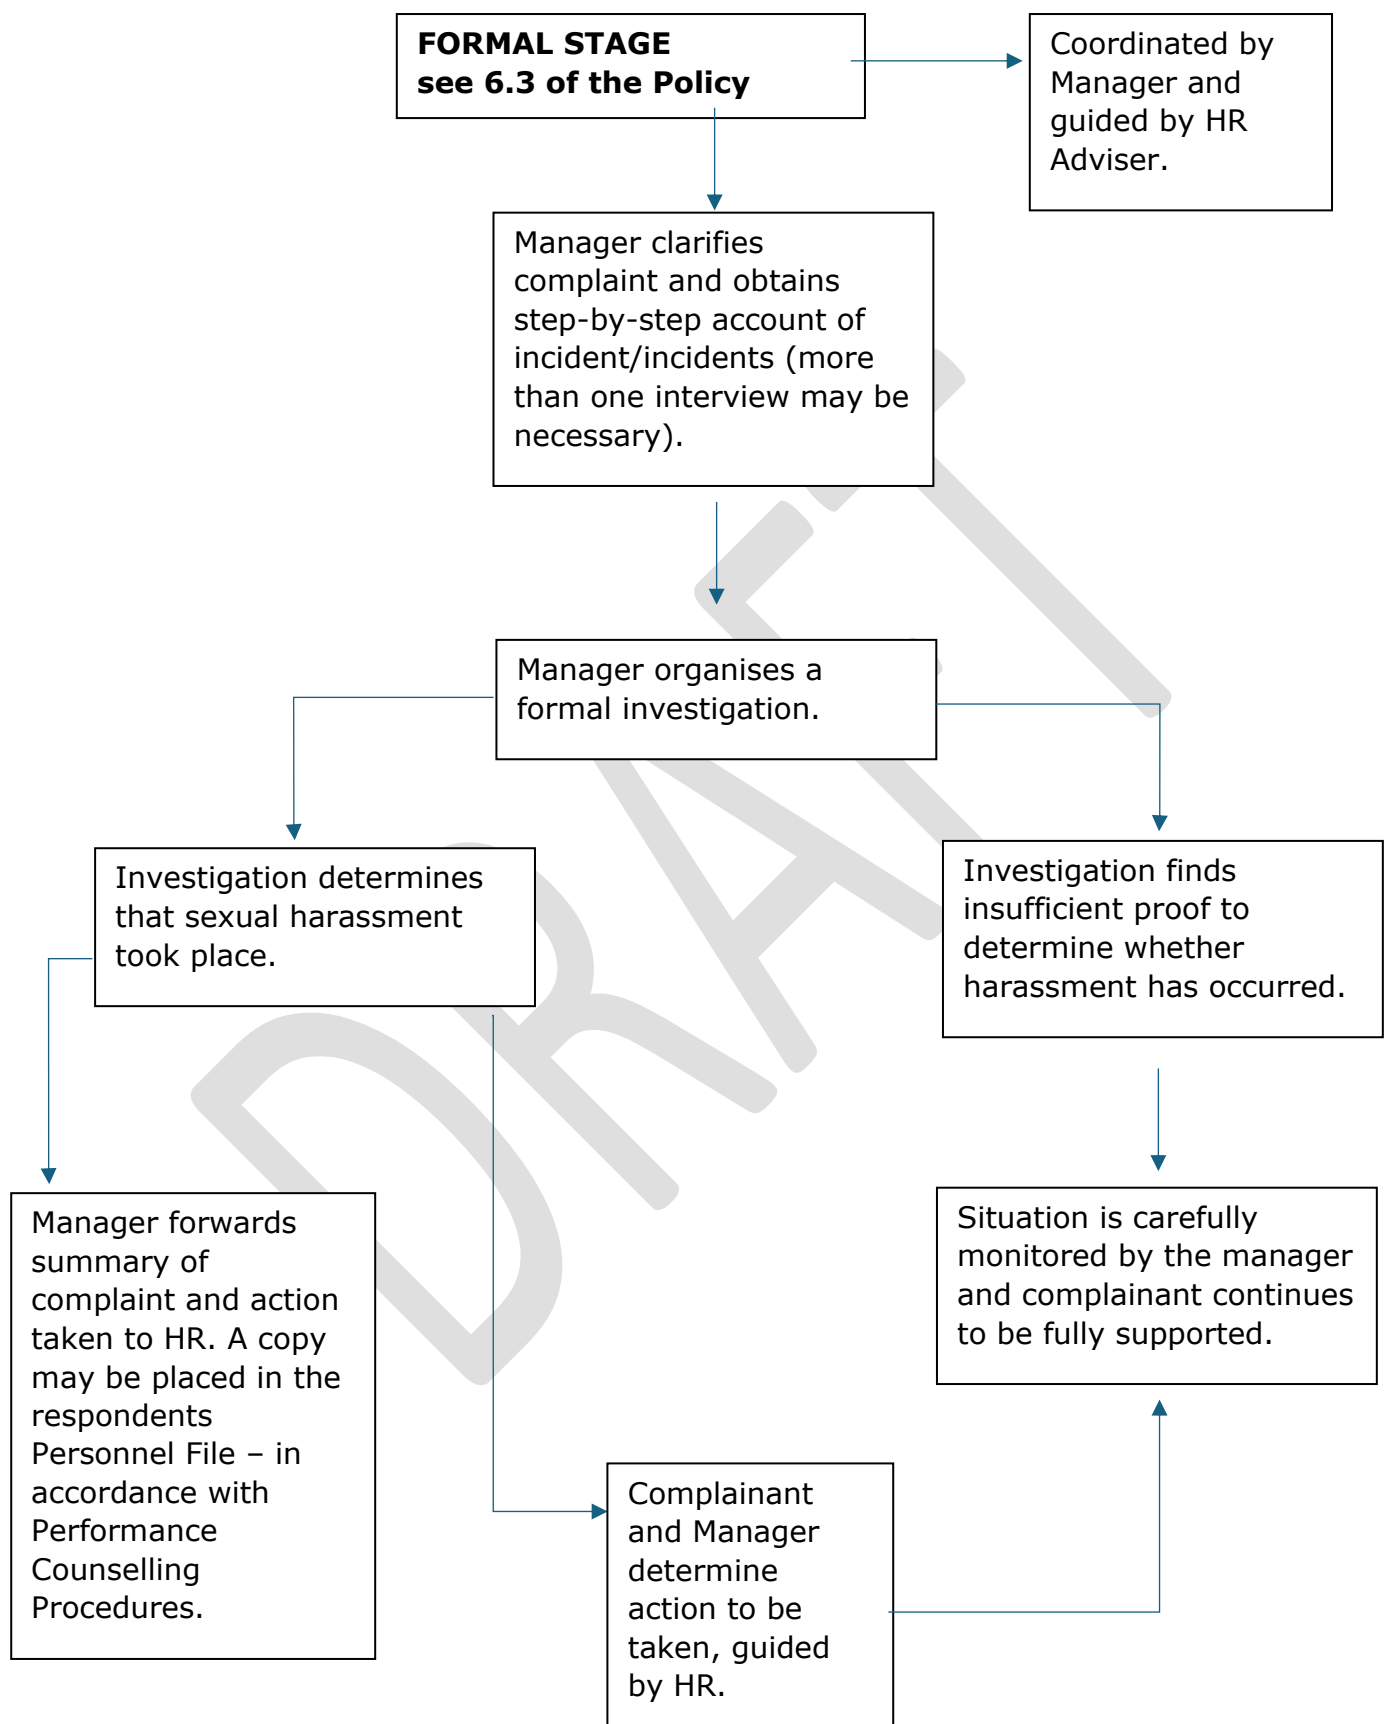 FORMAL STAGE
see 6.3 of the Policy
Coordinated by
Manager and
guided by HR
Adviser.
Manager clarifies
complaint and obtains
step-by-step account of
incident/incidents (more
than one interview may be
necessary).
Manager organises a
formal investigation.
Investigation determines
that sexual harassment
took place.
Investigation finds
insufficient proof to
determine whether
harassment has occurred.
Manager forwards
summary of
complaint and action
taken to HR. A copy
may be placed in the
respondents
Personnel File – in
accordance with
Performance
Counselling
Procedures.
Situation is carefully
monitored by the manager
and complainant continues
to be fully supported.
Complainant
and Manager
determine
action to be
taken, guided
by HR.
DRAFT